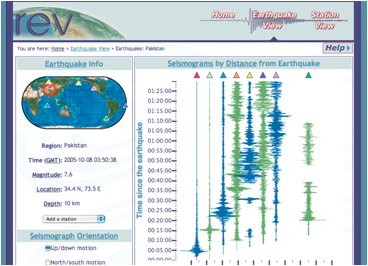 rev
Home
Earthquake View
Station View
You are here: Home > Earthquake View > Earthquake: Pakistan
Help
Earthquake Info
Region: Pakistan
Time (GMT): 2005-10-08 03:50:38
Magnitude: 7.6
Location: 34.4 N, 73.5 E
Depth: 10 km
Add a station
Seismograph Orientation
Up/down motion
North/south motion
Seismograms by Distance from Earthquake
Time since the earthquake
01:25:00
01:20:00
01:15:00
01:10:00
01:05:00
01:00:00
00:55:00
00:50:00
00:45:00
00:40:00
00:35:00
00:30:00
00:25:00
00:20:00
00:15:00
00:10:00
00:05:00
00:00:00